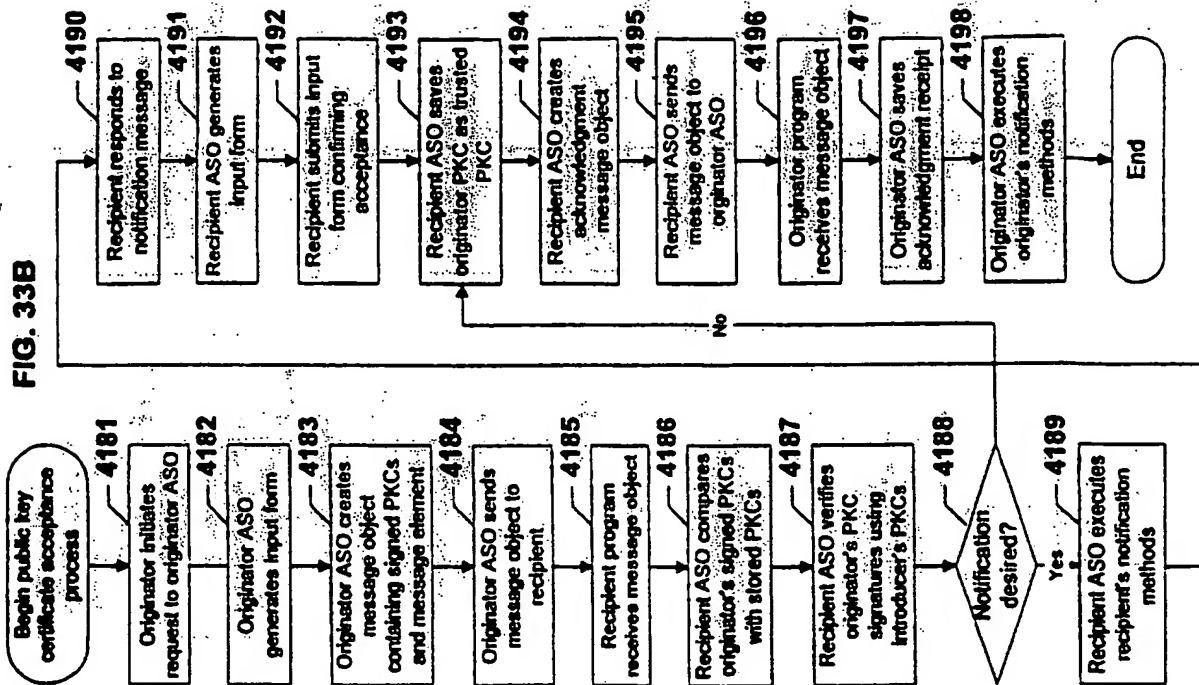 FIG. 33B
Begin public key
certificate acceptance
process
4181
Originator initiates
request to originator ASO
4182
Originator ASO
generates input form
4183
Originator ASO creates
message object
containing signed PKCs
and message element
4184
Originator ASO sends
message object to
recipient
4185
Recipient program
receives message object
4186
Recipient ASO compares
originator's signed PKCs
with stored PKCs
4187
Recipient ASO verifies
originator's PKC
signatures using
introducer's PKCs
4188
Notification
desired?
No
Yes
4189
Recipient ASO executes
recipient's notification
methods
4190
Recipient responds to
notification message
4191
Recipient ASO generates
input form
4192
Recipient submits input
form confirming
acceptance
4193
Recipient ASO saves
originator PKC as trusted
PKC
4194
Recipient ASO creates
acknowledgment
message object
4195
Recipient ASO sends
message object to
orginator ASO
4196
Originator program
receives message object
4197
Originator ASO saves
acknowledgment receipt
4198
Originator ASO executes
originator's notification
methods
End